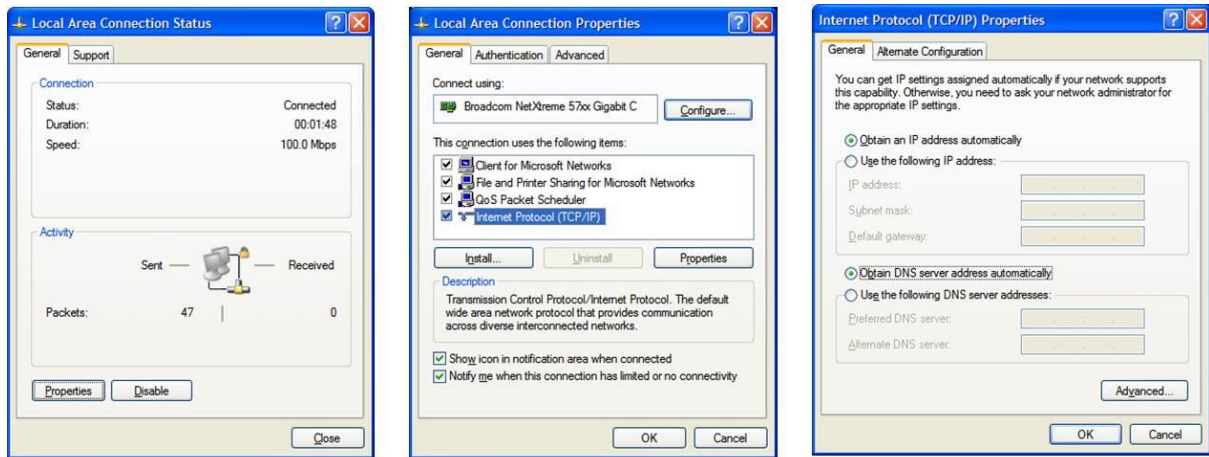 Local Area Connection Status
General Support
Connection
Status: Connected
Duration: 00:01:48
Speed: 100.0 Mbps
Activity
Sent Received
Packets: 47 0
Properties Disable
Close
Local Area Connection Properties
General Authentication Advanced
Connect using:
Broadcom NetXtreme 57xx Gigabit C Configure...
This connection uses the following items:
Client for Microsoft Networks
File and Printer Sharing for Microsoft Networks
QoS Packet Scheduler
Internet Protocol (TCP/IP)
Install... Uninstall Properties
Description
Transmission Control Protocol/Internet Protocol. The default
wide area network protocol that provides communication
across diverse interconnected networks.
Show icon in notification area when connected
Notify me when this connection has limited or no connectivity
OK Cancel
Internet Protocol (TCP/IP) Properties
General Alternate Configuration
You can get IP settings assigned automatically if your network supports
this capability. Otherwise, you need to ask your network administrator for
the appropriate IP settings.
Obtain an IP address automatically
Use the following IP address:
IP address:
Subnet mask:
Default gateway:
Obtain DNS server address automatically
Use the following DNS server addresses:
Preferred DNS server:
Alternate DNS server:
Advanced...
OK Cancel